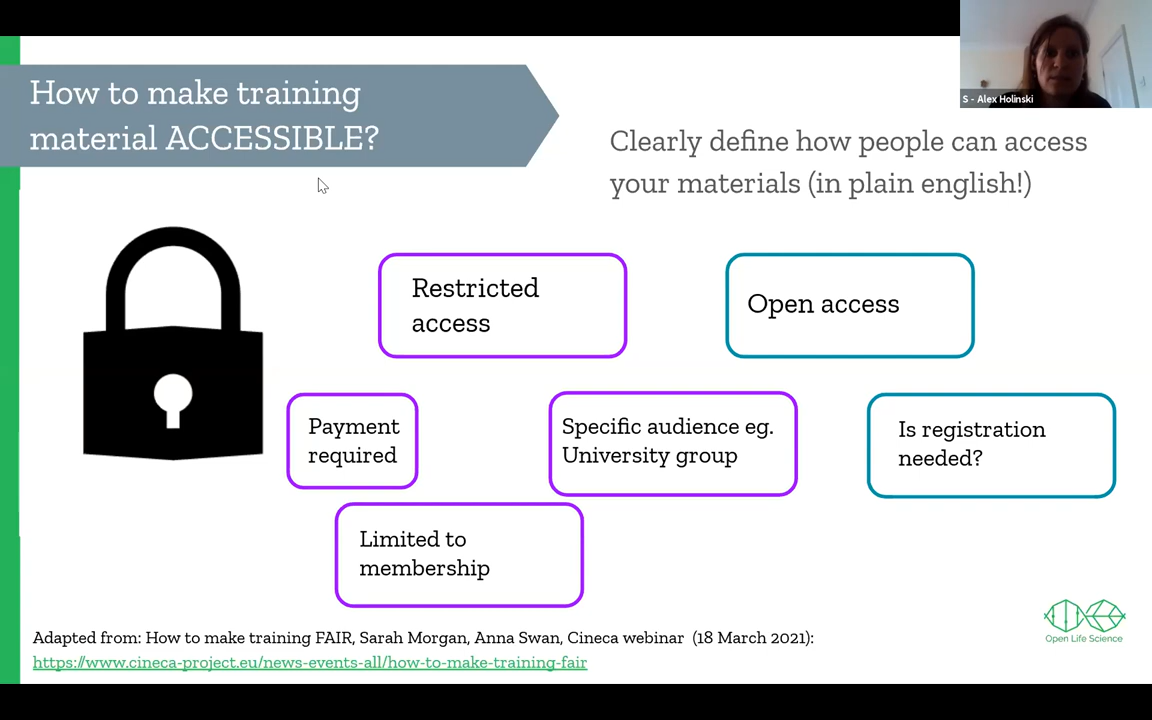 S - Alex Holinski
How to make training
material ACCESSIBLE?
Clearly define how people can access
your materials (in plain english!)
Restricted
access
Open access
Payment
required
Specific audience eg.
University group
Is registration
needed?
Limited to
membership
Adapted from: How to make training FAIR, Sarah Morgan, Anna Swan, Cineca webinar (18 March 2021):
https://www.cineca-project.eu/news-events-all/how-to-make-training-fair
Open Life Science